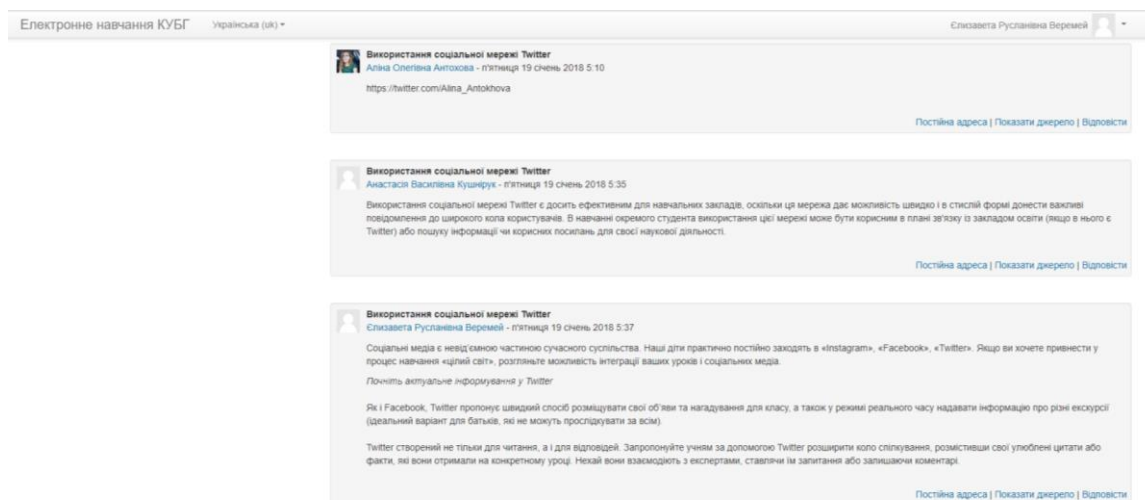 Електронне навчання КУБГ
Українська (uk)
Єлизавета Русланівна Веремей
Використання соціальної мережі Twitter
Аліна Олегівна Антохова - п'ятниця 19 січень 2018 5:10
https://twitter.com/Alina_Antokhova
Постійна адреса | Показати джерело | Відповісти
Використання соціальної мережі Twitter
Анастасія Василівна Кушнірук - п'ятниця 19 січень 2018 5:35
Використання соціальної мережі Twitter є досить ефективним для навчальних закладів, оскільки ця мережа дає можливість швидко і в стислій формі донести важливі
повідомлення до широкого кола користувачів. В навчанні окремого студента використання цієї мережі може бути корисним в плані зв'язку із закладом освіти (якщо в нього є
Twitter) або пошуку інформації чи корисних посилань для своєї наукової діяльності.
Постійна адреса | Показати джерело | Відповісти
Використання соціальної мережі Twitter
Єлизавета Русланівна Веремей - п'ятниця 19 січень 2018 5:37
Соціальні медіа є невід'ємною частиною сучасного суспільства. Наші діти практично постійно заходять в «Instagram», «Facebook», «Twitter». Якщо ви хочете привнести у
процес навчання «цілий світ», розгляньте можливість інтеграції ваших уроків і соціальних медіа.
Почніть актуальне інформування у Twitter
Як і Facebook, Twitter пропонує швидкий спосіб розміщувати свої об'яви та нагадування для класу, а також у режимі реального часу надавати інформацію про різні екскурсії
(ідеальний варіант для батьків, які не можуть прослідкувати за всім).
Twitter створений не тільки для читання, а і для відповідей. Запропонуйте учням за допомогою Twitter розширити коло спілкування, розмістивши свої улюблені цитати або
факти, які вони отримали на конкретному уроці. Нехай вони взаємодіють з експертами, ставлячи їм запитання або залишаючи коментарі.
Постійна адреса | Показати джерело | Відповісти